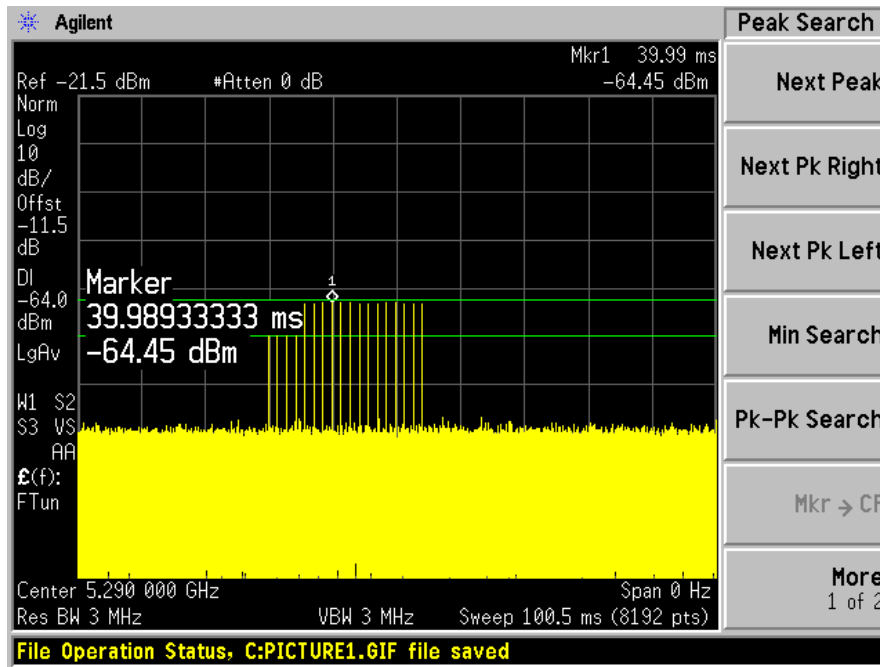 Agilent
Peak Search
Mkr1 39.99 ms
Ref -21.5 dBm #Atten 0 dB -64.45 dBm
Norm
Log
10
dB/
Offst
-11.5
dB
DI
-64.0
dBm
LgAv
1
Marker
39.98933333 ms
-64.45 dBm
W1 S2
S3 VS
AA
£(f):
FTun
Center 5.290 000 GHz Span 0 Hz
Res BW 3 MHz VBW 3 MHz Sweep 100.5 ms (8192 pts)
File Operation Status, C:PICTURE1.GIF file saved
Next Peak
Next Pk Right
Next Pk Left
Min Search
Pk-Pk Search
Mkr → CF
More
1 of 2